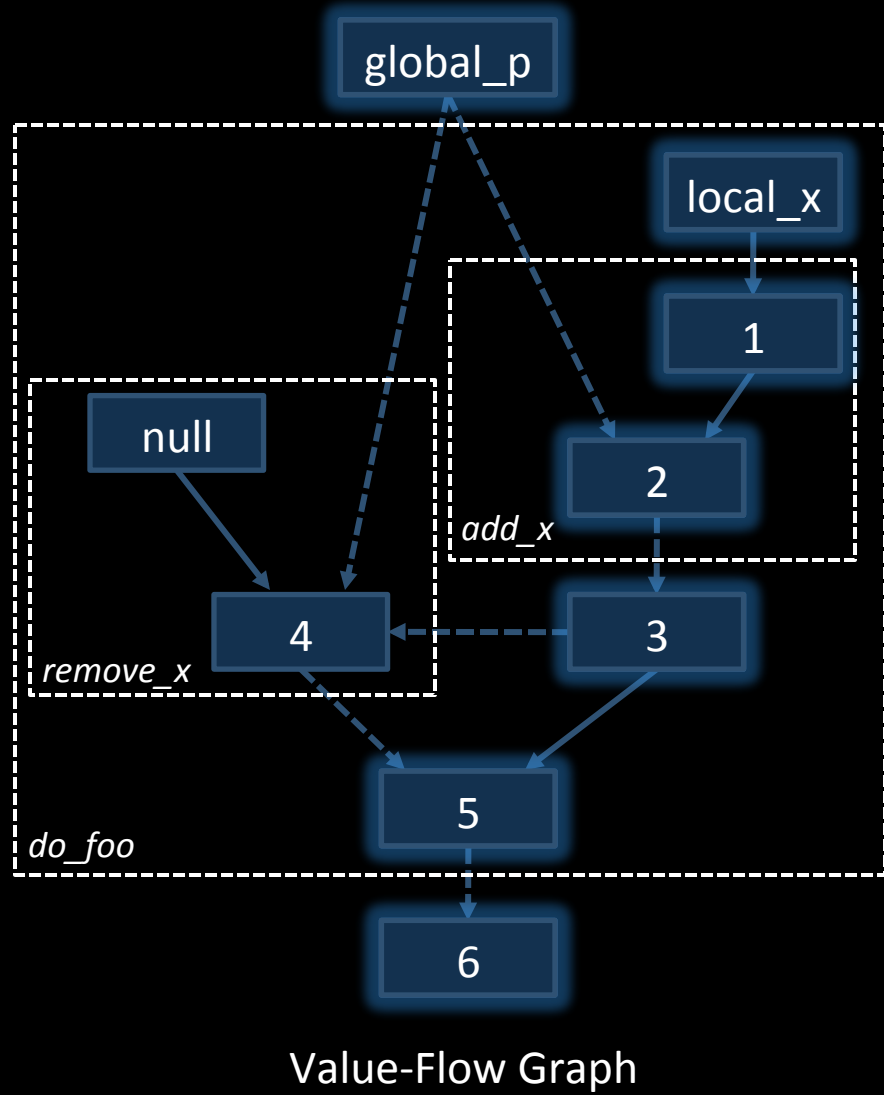 global_p
local_x
1
null
2
add_x
4
3
remove_x
5
do_foo
6
Value-Flow Graph